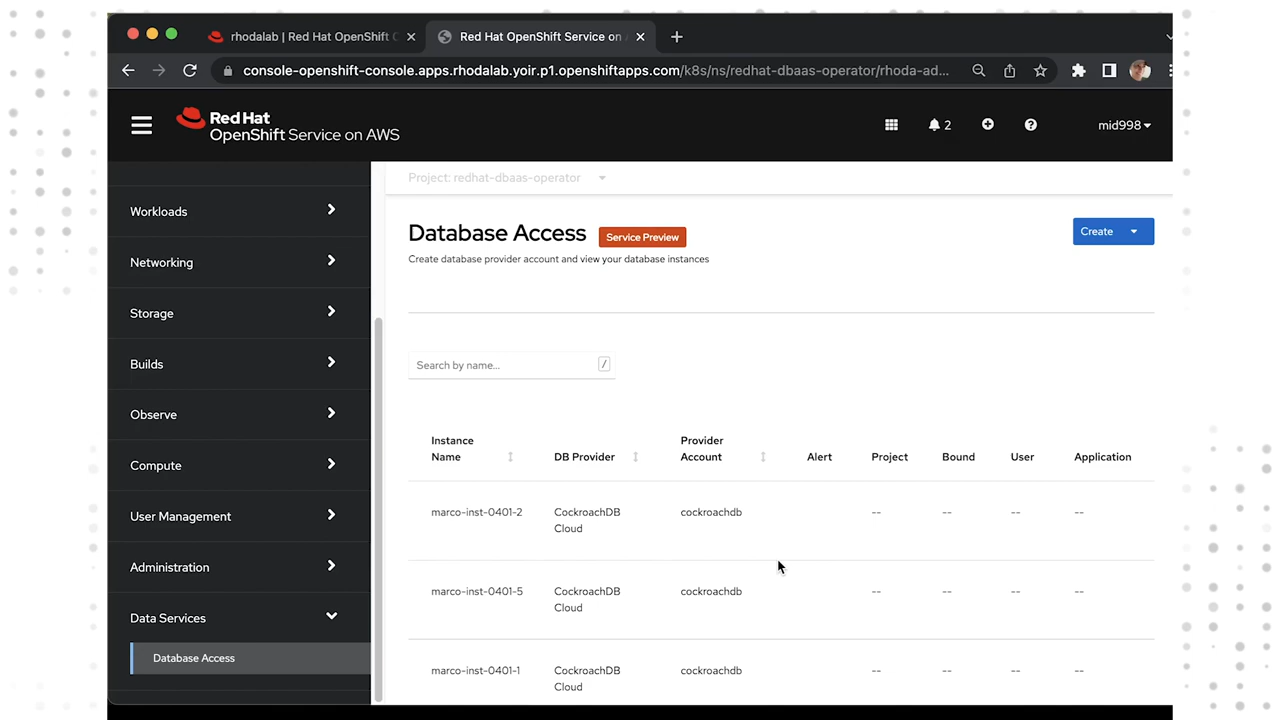 rhodalab | Red Hat OpenShift C
Red Hat OpenShift Service on
console-openshift-console.apps.rhodalab.yoir.p1.openshiftapps.com/k8s/ns/redhat-dbaas-operator/rhoda-ad...
Red Hat
OpenShift Service on AWS
2
mid998
Project: redhat-dbaas-operator
Workloads
Networking
Storage
Builds
Observe
Compute
User Management
Administration
Data Services
Database Access
Database Access
Service Preview
Create
Create database provider account and view your database instances
Search by name...
/
Instance Name
DB Provider
Provider Account
Alert
Project
Bound
User
Application
marco-inst-0401-2
CockroachDB Cloud
cockroachdb
--
--
--
--
marco-inst-0401-5
CockroachDB Cloud
cockroachdb
--
--
--
--
marco-inst-0401-1
CockroachDB Cloud
cockroachdb
--
--
--
--